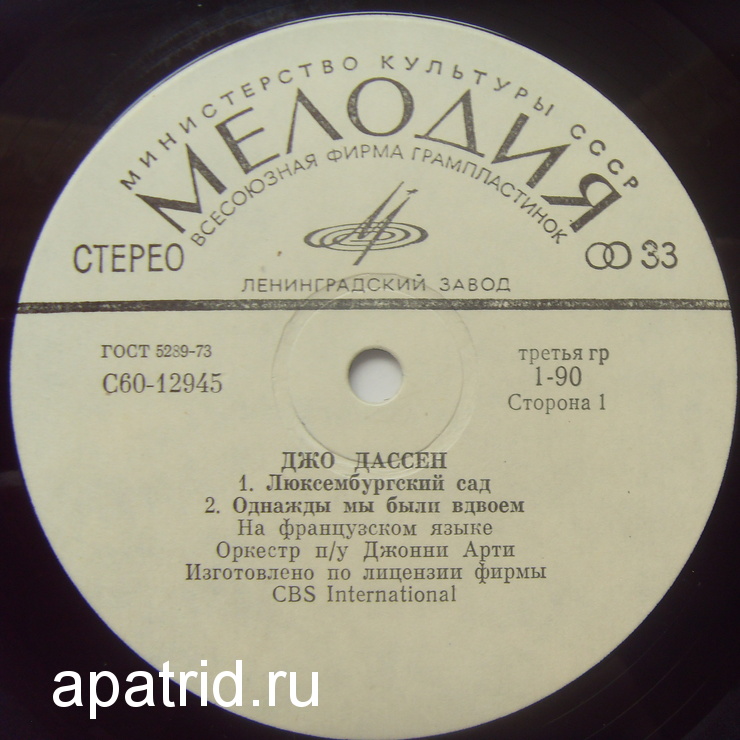 МИНИСТЕРСТВО КУЛЬТУРЫ СССР
МЕЛОДИЯ
ВСЕСОЮЗНАЯ ФИРМА ГРАМПЛАСТИНОК
СТЕРЕО
33
ЛЕНИНГРАДСКИЙ ЗАВОД
ГОСТ 5289-73
третья гр
С60-12945
1-90
Сторона 1
ДЖО ДАССЕН
1. Люксембургский сад
2. Однажды мы были вдвоем
На французском языке
Оркестр п/у Джонни Арти
Изготовлено по лицензии фирмы
CBS International
apatrid.ru